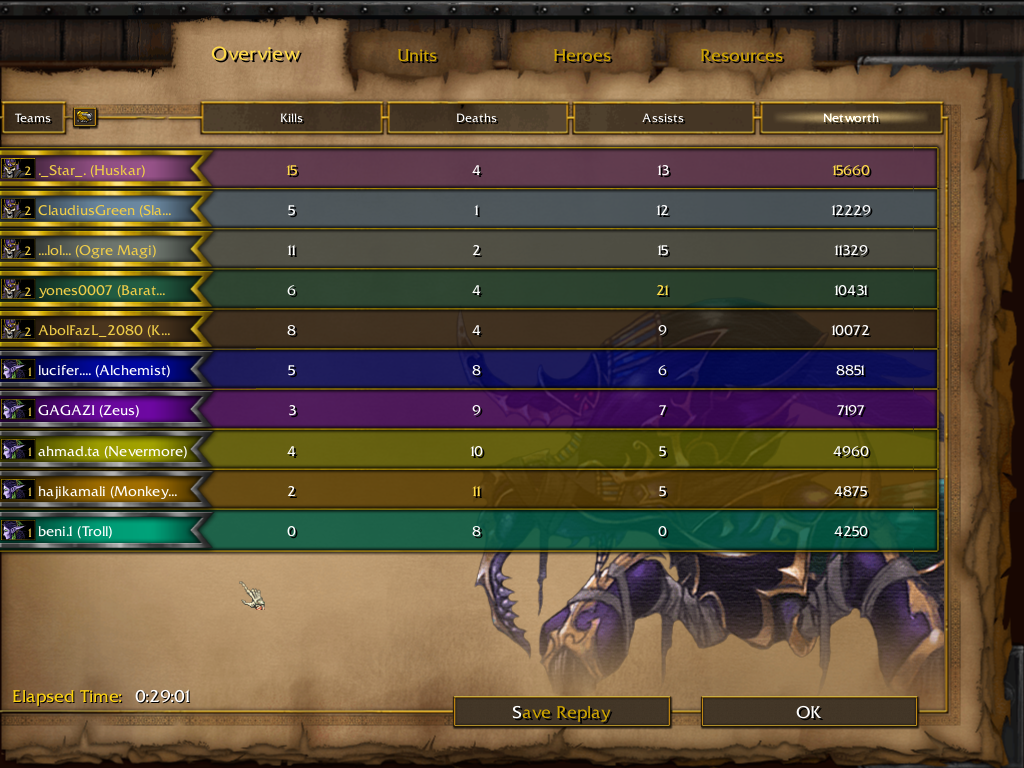 Overview Units Heroes Resources
Teams Kills Deaths Assists Networth
2 ._Star_. (Huskar) 15 4 13 15660
2 ClaudiusGreen (Sla... 5 1 12 12229
2 ...lol... (Ogre Magi) 11 2 15 11329
2 yones0007 (Barat... 6 4 21 10431
2 AbolFazL_2080 (K... 8 4 9 10072
1 lucifer.... (Alchemist) 5 8 6 8851
1 GAGAZI (Zeus) 3 9 7 7197
1 ahmad.ta (Nevermore) 4 10 5 4960
1 hajikamali (Monkey... 2 11 5 4875
1 beni.l (Troll) 0 8 0 4250
Elapsed Time: 0:29:01
Save Replay OK